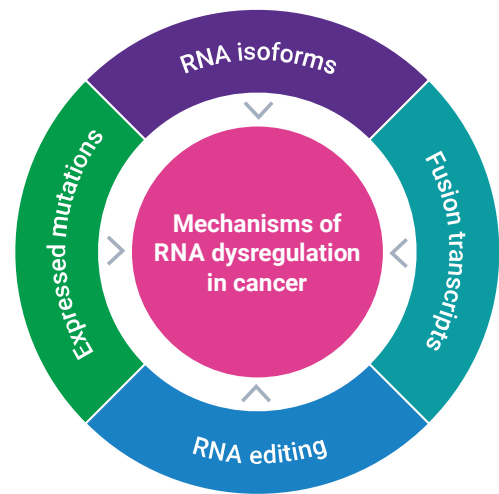 RNA isoforms
Expressed mutations
Mechanisms of
RNA dysregulation
in cancer
Fusion transcripts
RNA editing